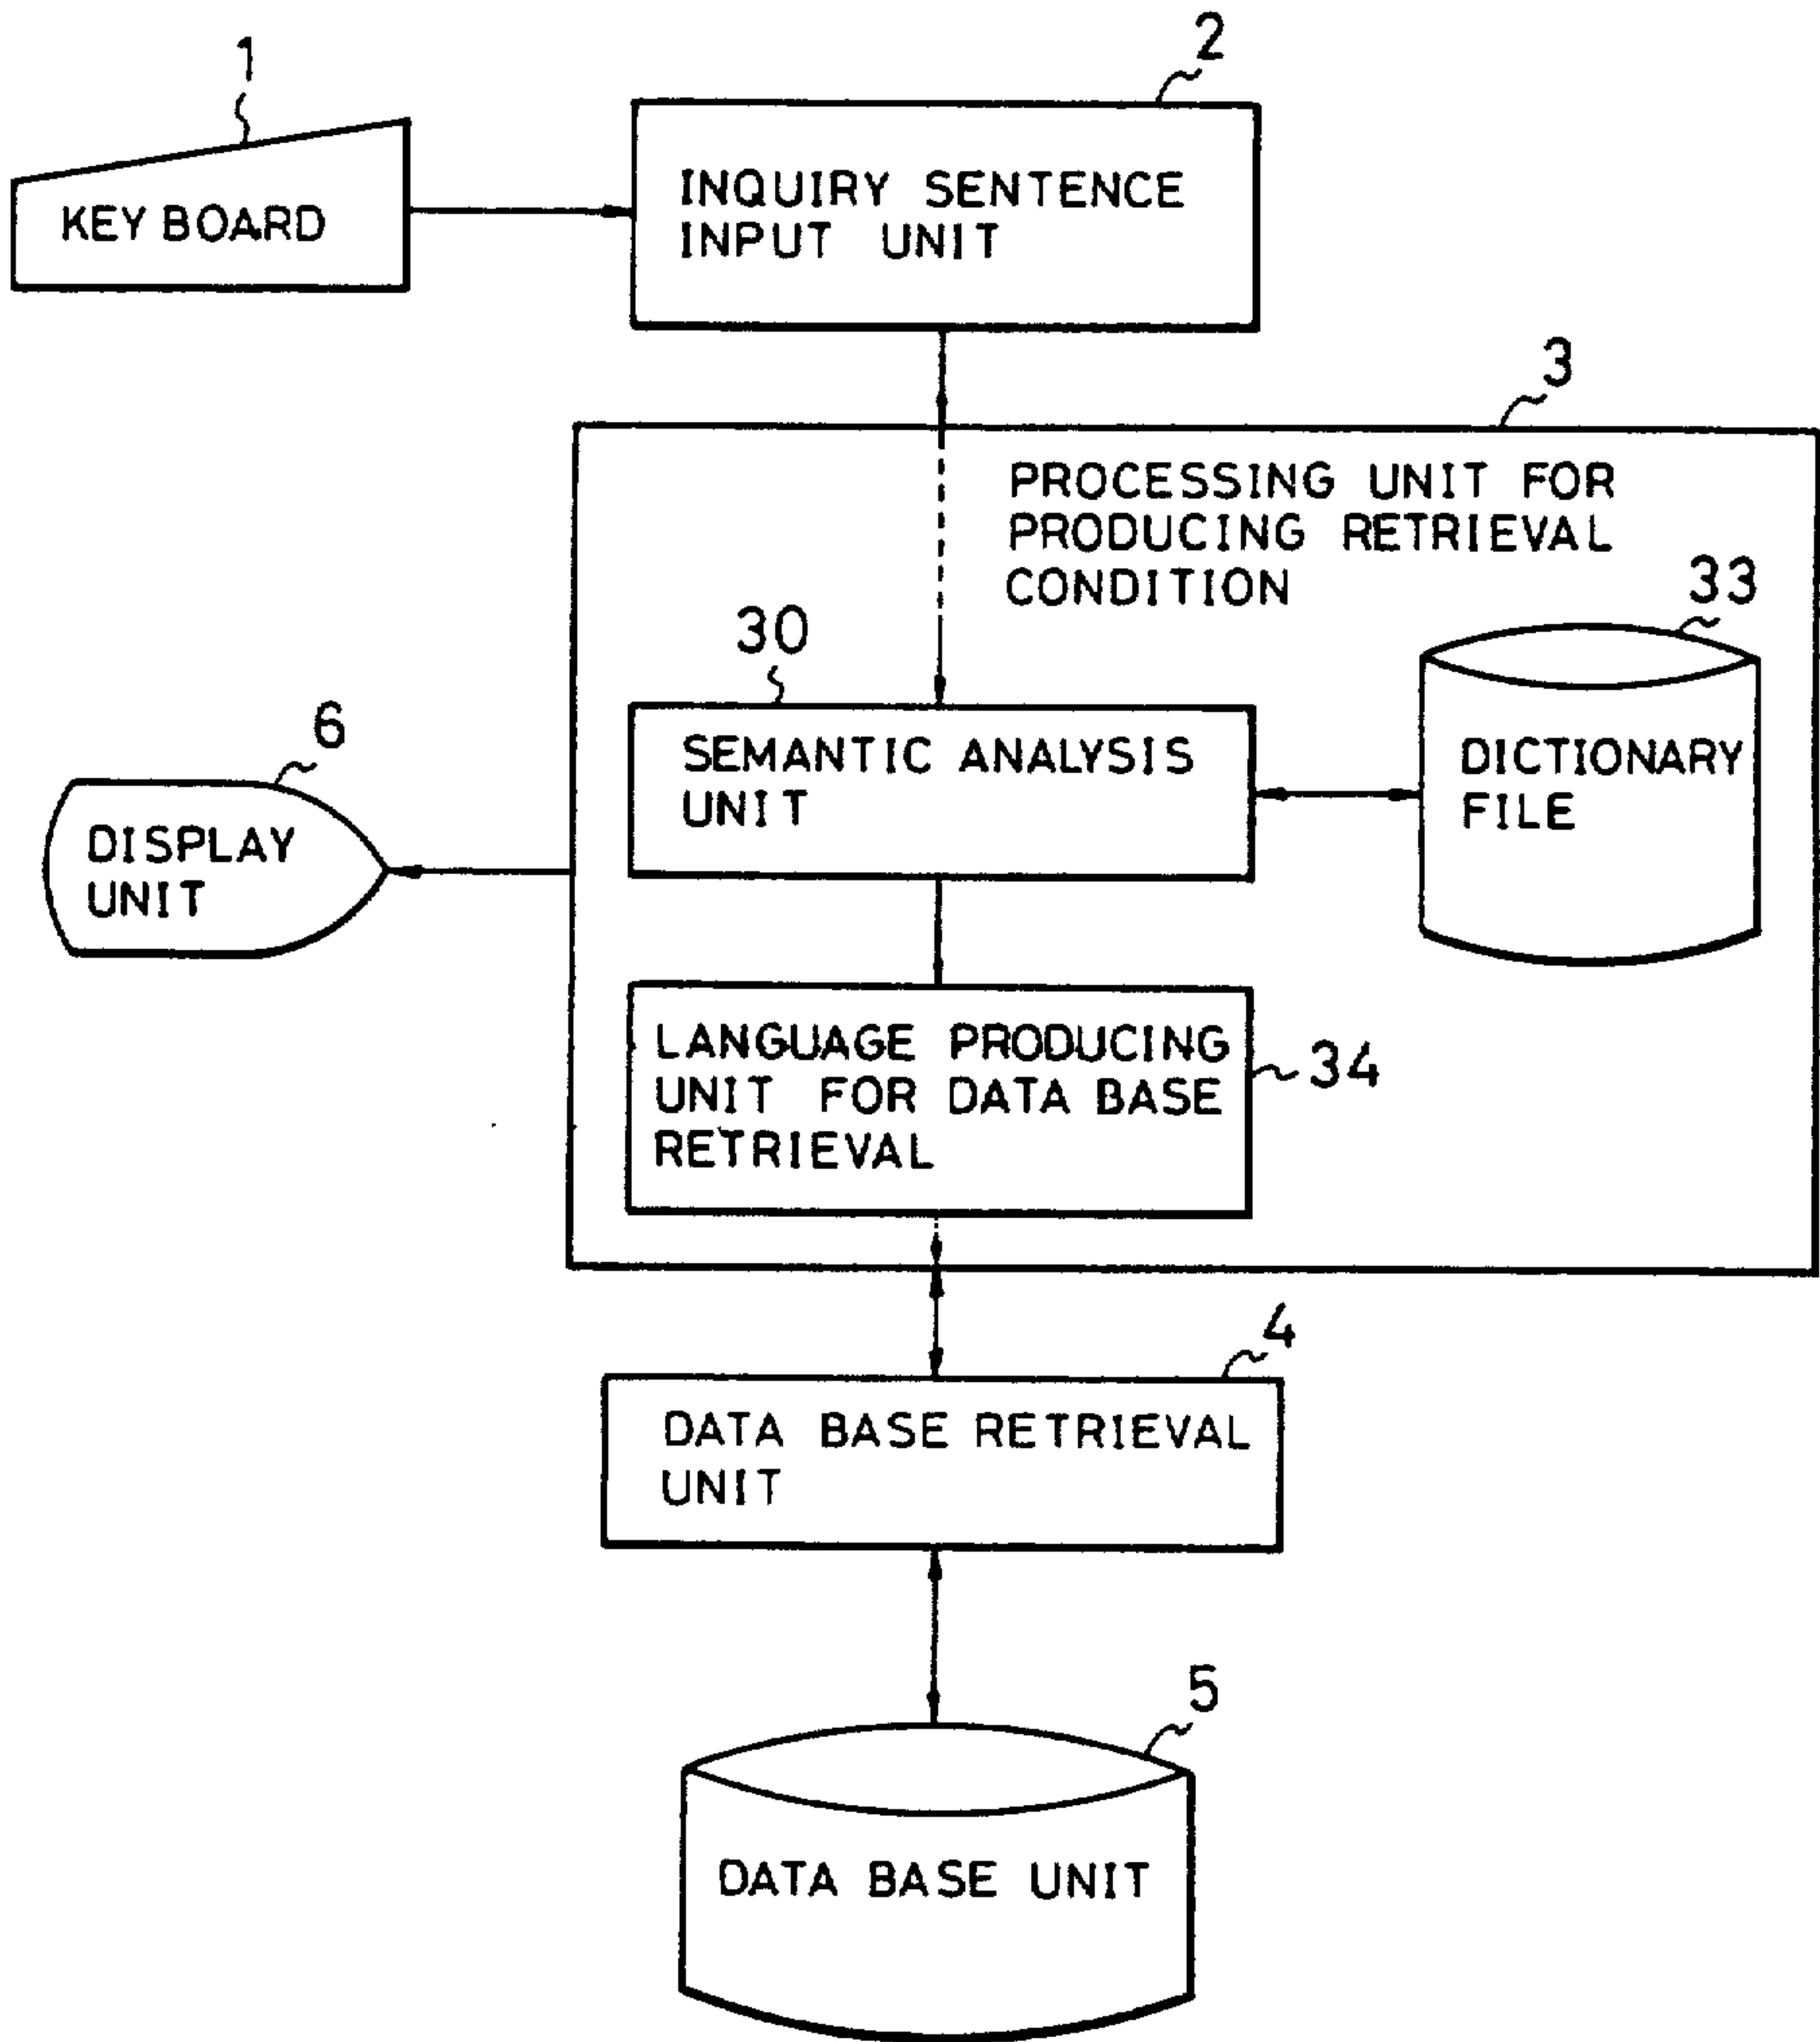 1
KEY BOARD
2
INQUIRY SENTENCE
INPUT UNIT
3
PROCESSING UNIT FOR
PRODUCING RETRIEVAL
CONDITION
30
SEMANTIC ANALYSIS
UNIT
33
DICTIONARY
FILE
6
DISPLAY
UNIT
LANGUAGE PRODUCING
UNIT FOR DATA BASE
RETRIEVAL
34
4
DATA BASE RETRIEVAL
UNIT
5
DATA BASE UNIT